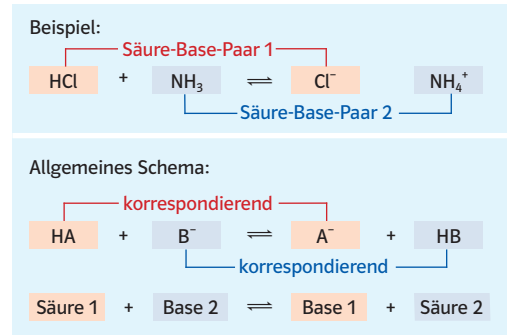 Beispiel:
Säure-Base-Paar 1
HCl + NH₃ ⇌ Cl⁻ NH₄⁺
Säure-Base-Paar 2
Allgemeines Schema:
korrespondierend
HA + B⁻ ⇌ A⁻ + HB
korrespondierend
Säure 1 + Base 2 ⇌ Base 1 + Säure 2